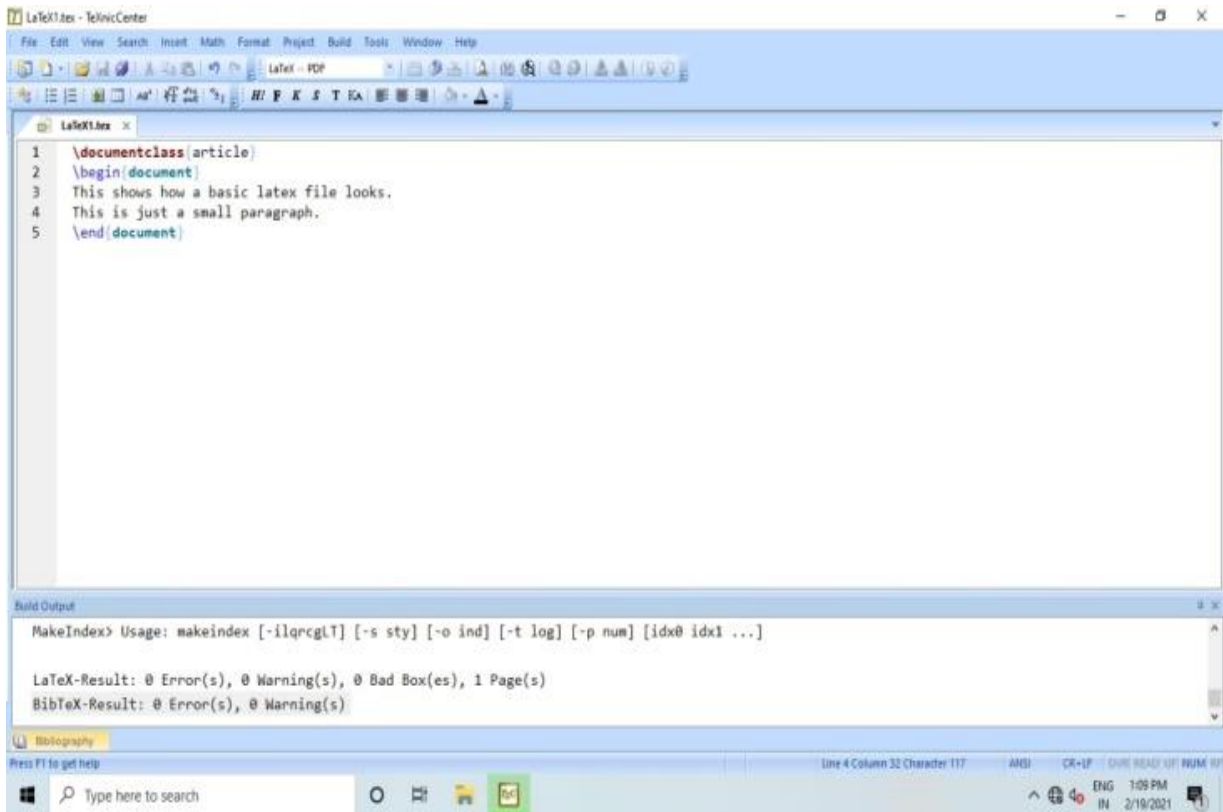 LaTeX1.tex - TeXnicCenter
File Edit View Search Insert Math Format Project Build Tools Window Help
LaTeX – PDF
H/ F K S T KA
LaTeX1.tex
1 \documentclass{article}
2 \begin{document}
3 This shows how a basic latex file looks.
4 This is just a small paragraph.
5 \end{document}
Build Output
MakeIndex> Usage: makeindex [-ilqrcgLT] [-s sty] [-o ind] [-t log] [-p num] [idx0 idx1 ...]
LaTeX-Result: 0 Error(s), 0 Warning(s), 0 Bad Box(es), 1 Page(s)
BibTeX-Result: 0 Error(s), 0 Warning(s)
Bibliography
Press F1 to get help
Line 4 Column 32 Character 117 ANSI CR+LF OVR READ NUM
Type here to search
ENG 1:09 PM
IN 2/19/2021